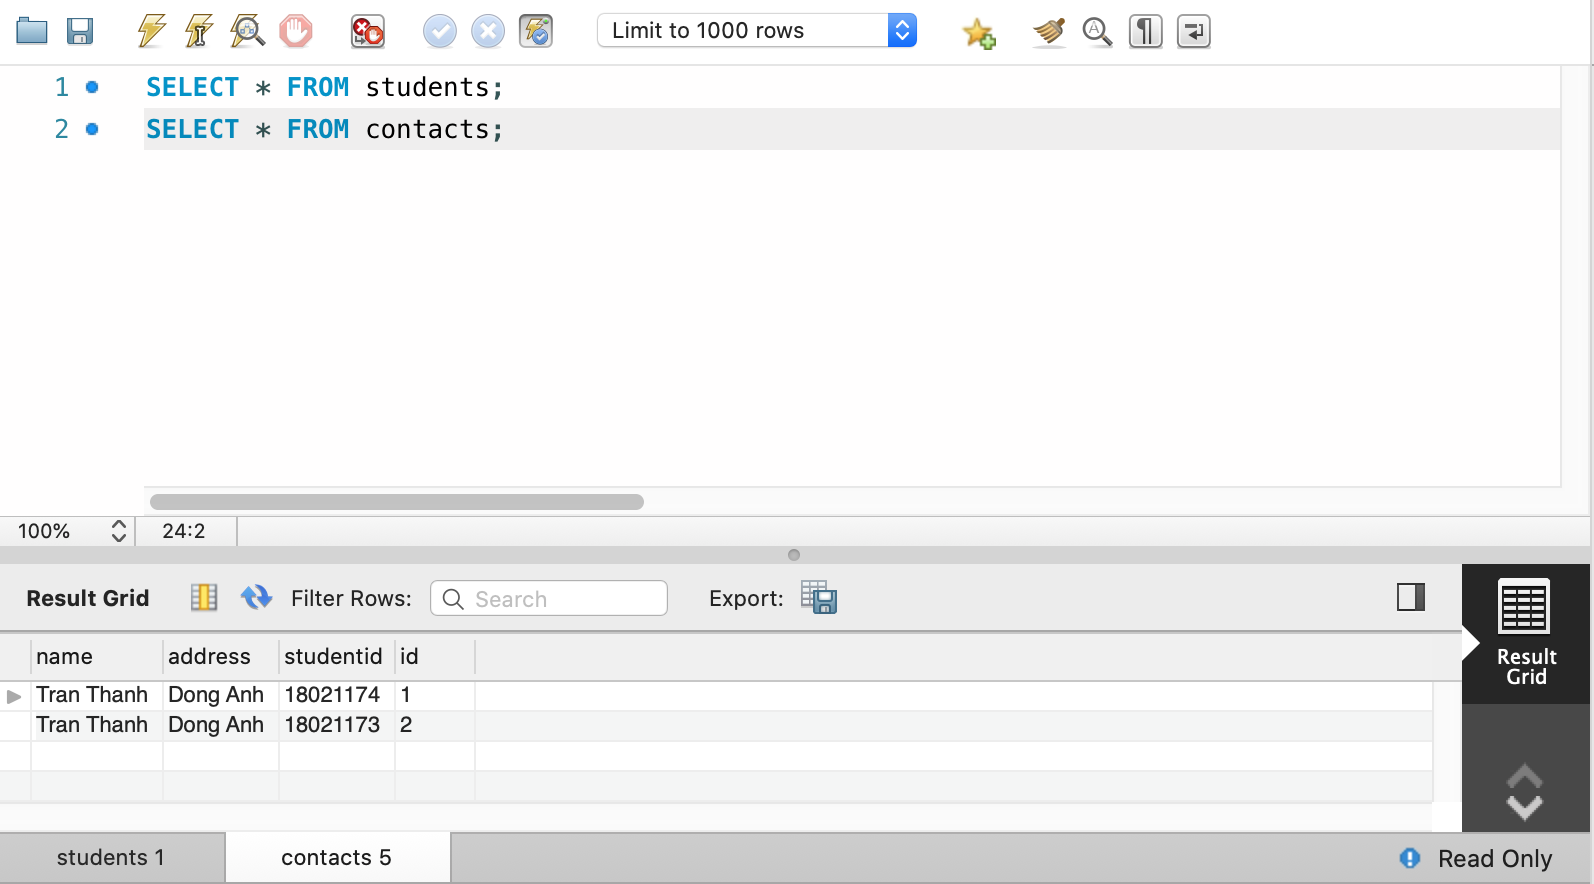 Limit to 1000 rows
1 SELECT * FROM students;
2 SELECT * FROM contacts;
100% 24:2
Result Grid Filter Rows: Search Export:
Result
Grid
name address studentid id
Tran Thanh Dong Anh 18021174 1
Tran Thanh Dong Anh 18021173 2
students 1 contacts 5 Read Only